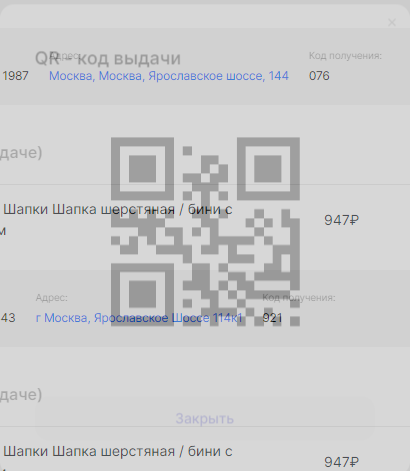 ×
Адрес:
Код получения:
QR - код выдачи
1987
Москва, Москва, Ярославское шоссе, 144
076
даче)
Шапки Шапка шерстяная / бини с
м
947₽
Адрес:
Код получения:
43
г Москва, Ярославское Шоссе 114к1
921
даче)
Закрыть
Шапки Шапка шерстяная / бини с
947₽